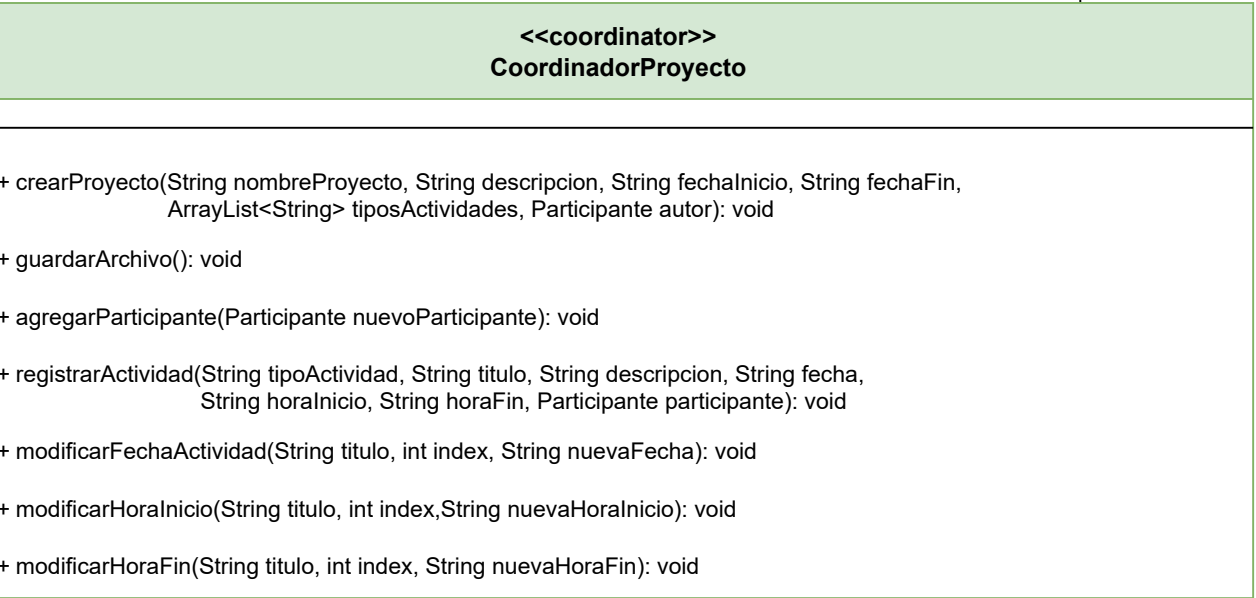 <<coordinator>>
CoordinadorProyecto
+ crearProyecto(String nombreProyecto, String descripcion, String fechaInicio, String fechaFin,
ArrayList<String> tiposActividades, Participante autor): void
+ guardarArchivo(): void
+ agregarParticipante(Participante nuevoParticipante): void
+ registrarActividad(String tipoActividad, String titulo, String descripcion, String fecha,
String horaInicio, String horaFin, Participante participante): void
+ modificarFechaActividad(String titulo, int index, String nuevaFecha): void
+ modificarHoraInicio(String titulo, int index,String nuevaHoraInicio): void
+ modificarHoraFin(String titulo, int index, String nuevaHoraFin): void